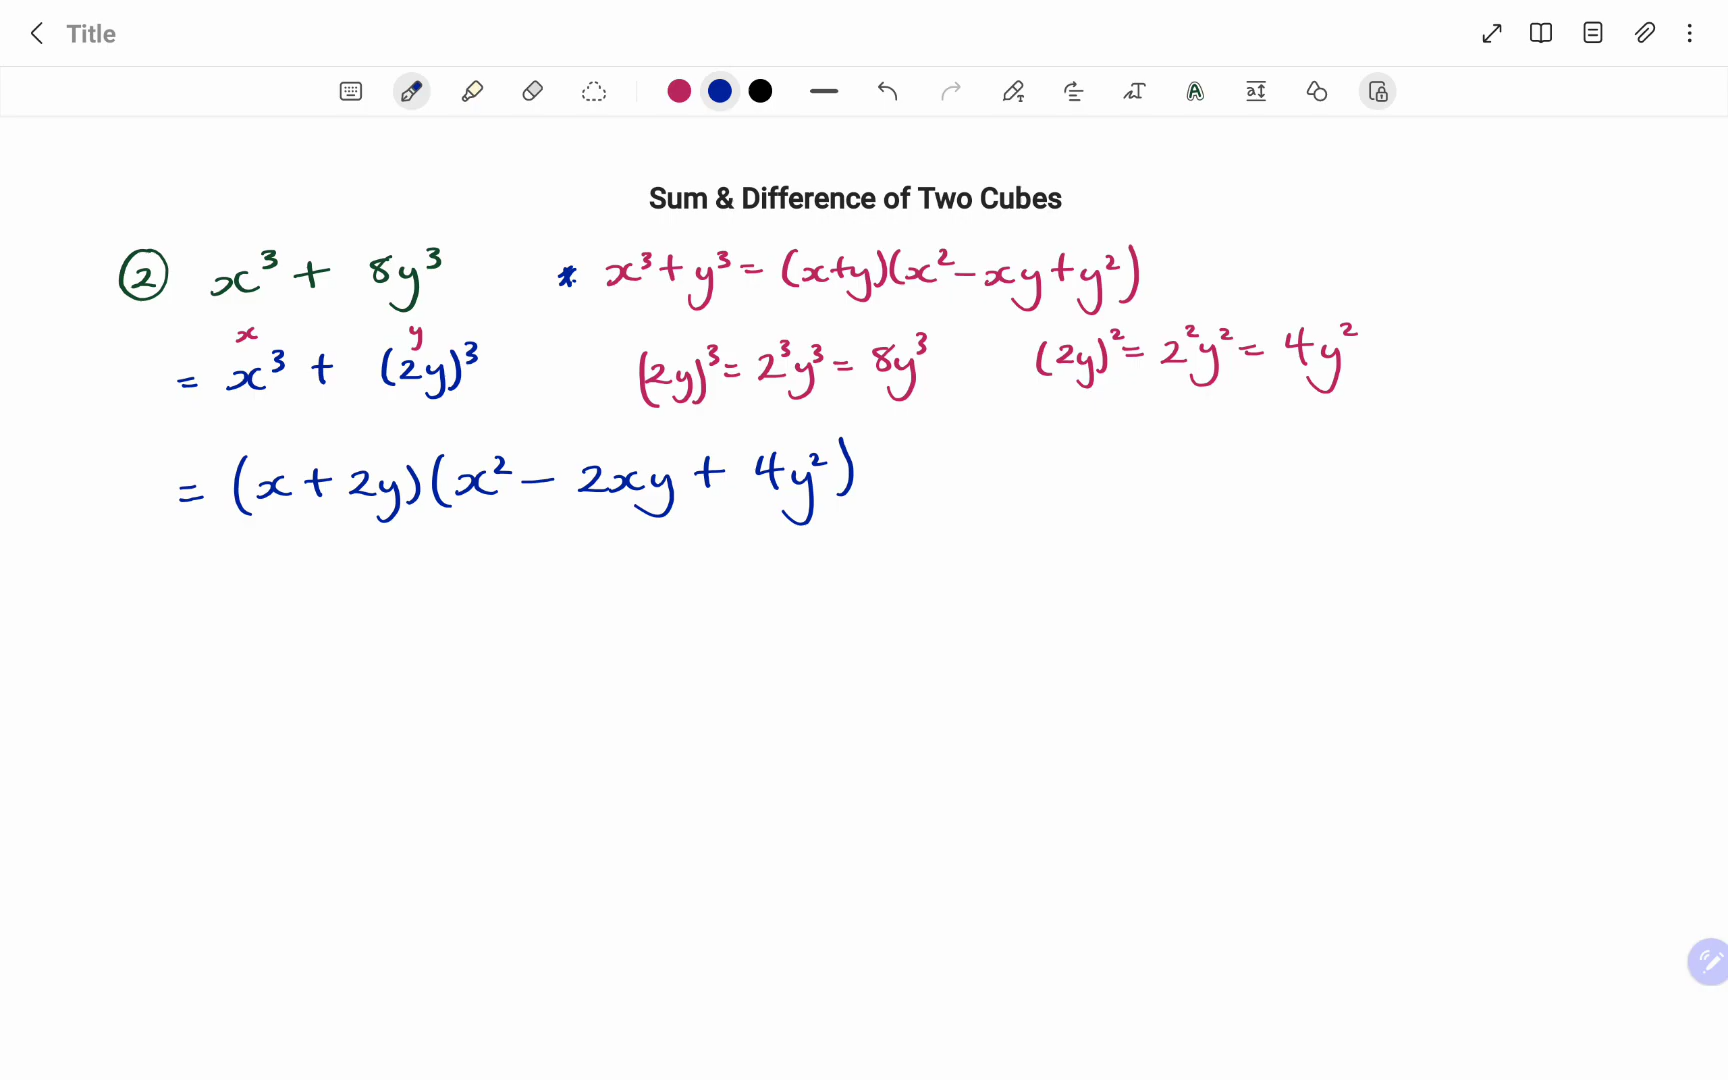 Title
Sum & Difference of Two Cubes
② x³ + 8y³ * x³ + y³ = (x+y)(x² - xy + y²)
x y
= x³ + (2y)³ (2y)³ = 2³y³ = 8y³ (2y)² = 2²y² = 4y²
= (x + 2y)(x² - 2xy + 4y²)